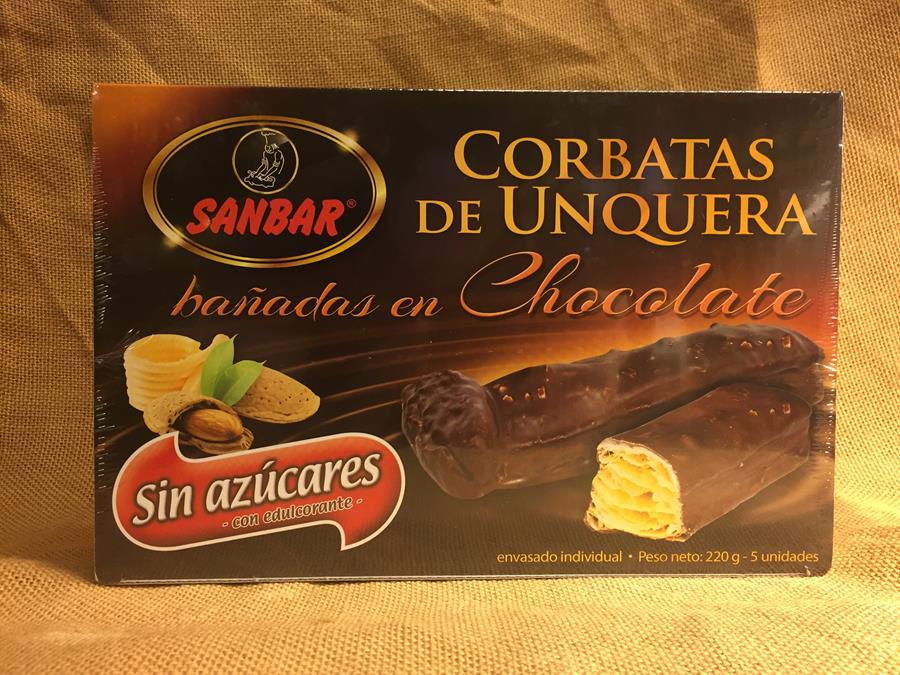 SANBAR®
CORBATAS
DE UNQUERA
bañadas en Chocolate
Sin azúcares
- con edulcorante -
envasado individual • Peso neto: 220 g - 5 unidades